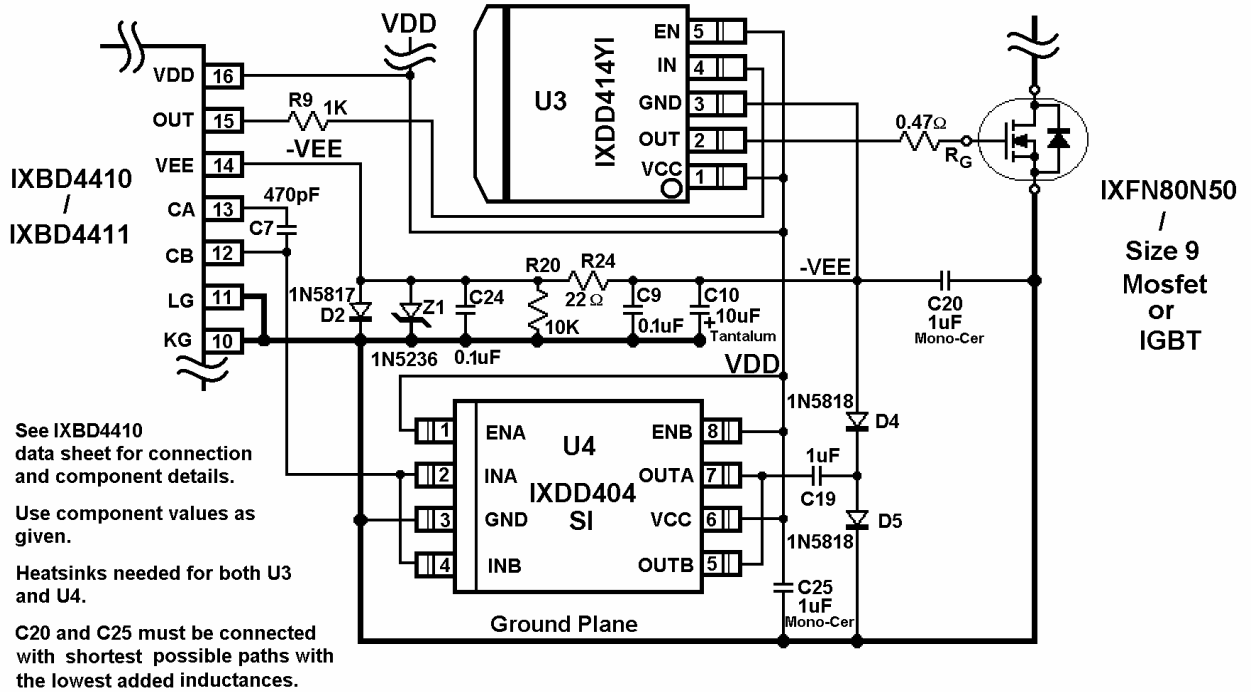 VDD
VDD 16
OUT 15
VEE 14
CA 13
CB 12
LG 11
KG 10
IXBD4410
/
IXBD4411
R9
1K
-VEE
470pF
C7
U3
IXDD414YI
EN 5
IN 4
GND 3
OUT 2
VCC 1
0.47Ω
RG
IXFN80N50
/
Size 9
Mosfet
or
IGBT
1N5817
D2
Z1
1N5236
C24
0.1uF
R20
10K
R24
22 Ω
C9
0.1uF
C10
+ 10uF
Tantalum
-VEE
C20
1uF
Mono-Cer
VDD
U4
IXDD404
SI
1 ENA
2 INA
3 GND
4 INB
ENB 8
OUTA 7
VCC 6
OUTB 5
1N5818
D4
1uF
C19
D5
1N5818
C25
1uF
Mono-Cer
Ground Plane
See IXBD4410
data sheet for connection
and component details.
Use component values as
given.
Heatsinks needed for both U3
and U4.
C20 and C25 must be connected
with shortest possible paths with
the lowest added inductances.